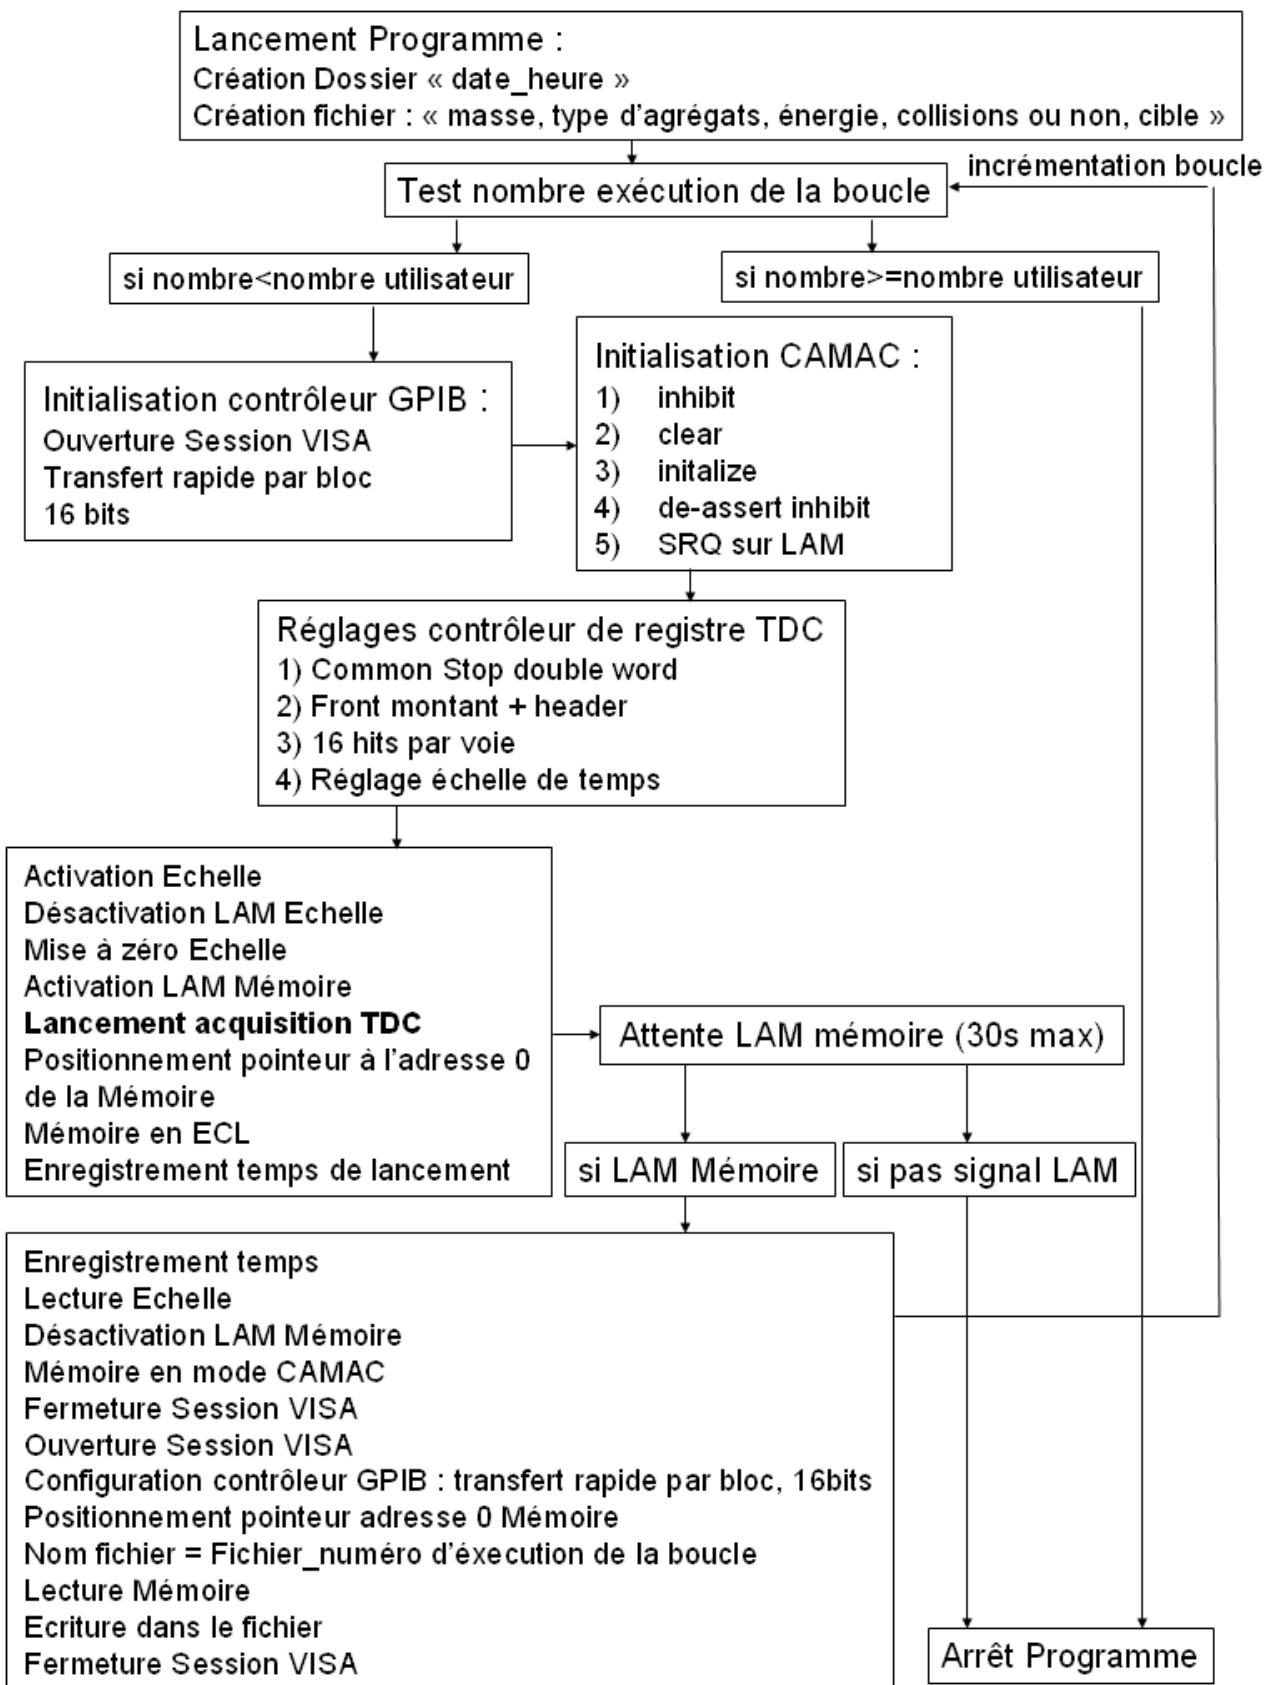 Lancement Programme :
Création Dossier « date_heure »
Création fichier : « masse, type d'agrégats, énergie, collisions ou non, cible »
incrémentation boucle
Test nombre exécution de la boucle
si nombre<nombre utilisateur
si nombre>=nombre utilisateur
Initialisation contrôleur GPIB :
Ouverture Session VISA
Transfert rapide par bloc
16 bits
Initialisation CAMAC :
1) inhibit
2) clear
3) initalize
4) de-assert inhibit
5) SRQ sur LAM
Réglages contrôleur de registre TDC
1) Common Stop double word
2) Front montant + header
3) 16 hits par voie
4) Réglage échelle de temps
Activation Echelle
Désactivation LAM Echelle
Mise à zéro Echelle
Activation LAM Mémoire
Lancement acquisition TDC
Positionnement pointeur à l'adresse 0
de la Mémoire
Mémoire en ECL
Enregistrement temps de lancement
Attente LAM mémoire (30s max)
si LAM Mémoire
si pas signal LAM
Enregistrement temps
Lecture Echelle
Désactivation LAM Mémoire
Mémoire en mode CAMAC
Fermeture Session VISA
Ouverture Session VISA
Configuration contrôleur GPIB : transfert rapide par bloc, 16bits
Positionnement pointeur adresse 0 Mémoire
Nom fichier = Fichier_numéro d'éxecution de la boucle
Lecture Mémoire
Ecriture dans le fichier
Fermeture Session VISA
Arrêt Programme